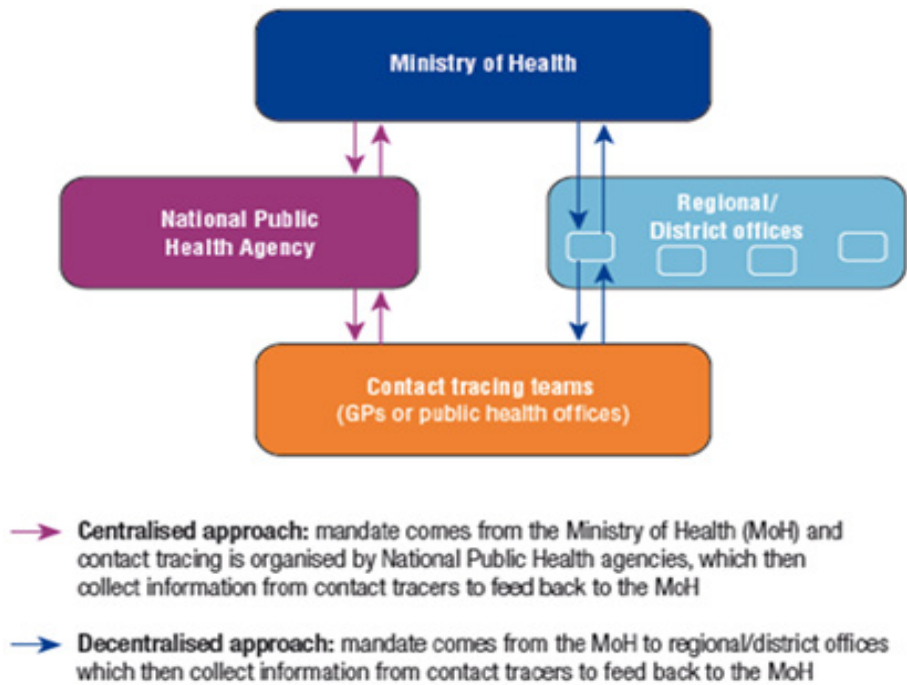 Ministry of Health
National Public
Health Agency
Regional/
District offices
Contact tracing teams
(GPs or public health offices)
Centralised approach: mandate comes from the Ministry of Health (MoH) and
contact tracing is organised by National Public Health agencies, which then
collect information from contact tracers to feed back to the MoH
Decentralised approach: mandate comes from the MoH to regional/district offices
which then collect information from contact tracers to feed back to the MoH